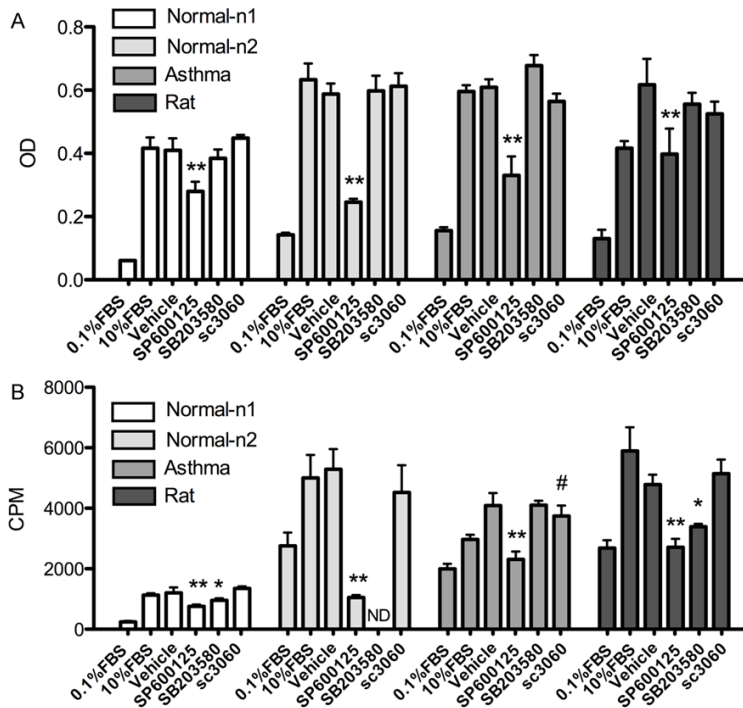 A
Normal-n1
Normal-n2
Asthma
Rat
OD
0.8
0.6
0.4
0.2
0.0
**
**
**
**
0.1%FBS 10%FBS Vehicle SP600125 SB203580 sc3060 0.1%FBS 10%FBS Vehicle SP600125 SB203580 sc3060 0.1%FBS 10%FBS Vehicle SP600125 SB203580 sc3060 0.1%FBS 10%FBS Vehicle SP600125 SB203580 sc3060
B
Normal-n1
Normal-n2
Asthma
Rat
CPM
8000
6000
4000
2000
0
** *
**
ND
**
#
**
*
0.1%FBS 10%FBS Vehicle SP600125 SB203580 sc3060 0.1%FBS 10%FBS Vehicle SP600125 SB203580 sc3060 0.1%FBS 10%FBS Vehicle SP600125 SB203580 sc3060 0.1%FBS 10%FBS Vehicle SP600125 SB203580 sc3060